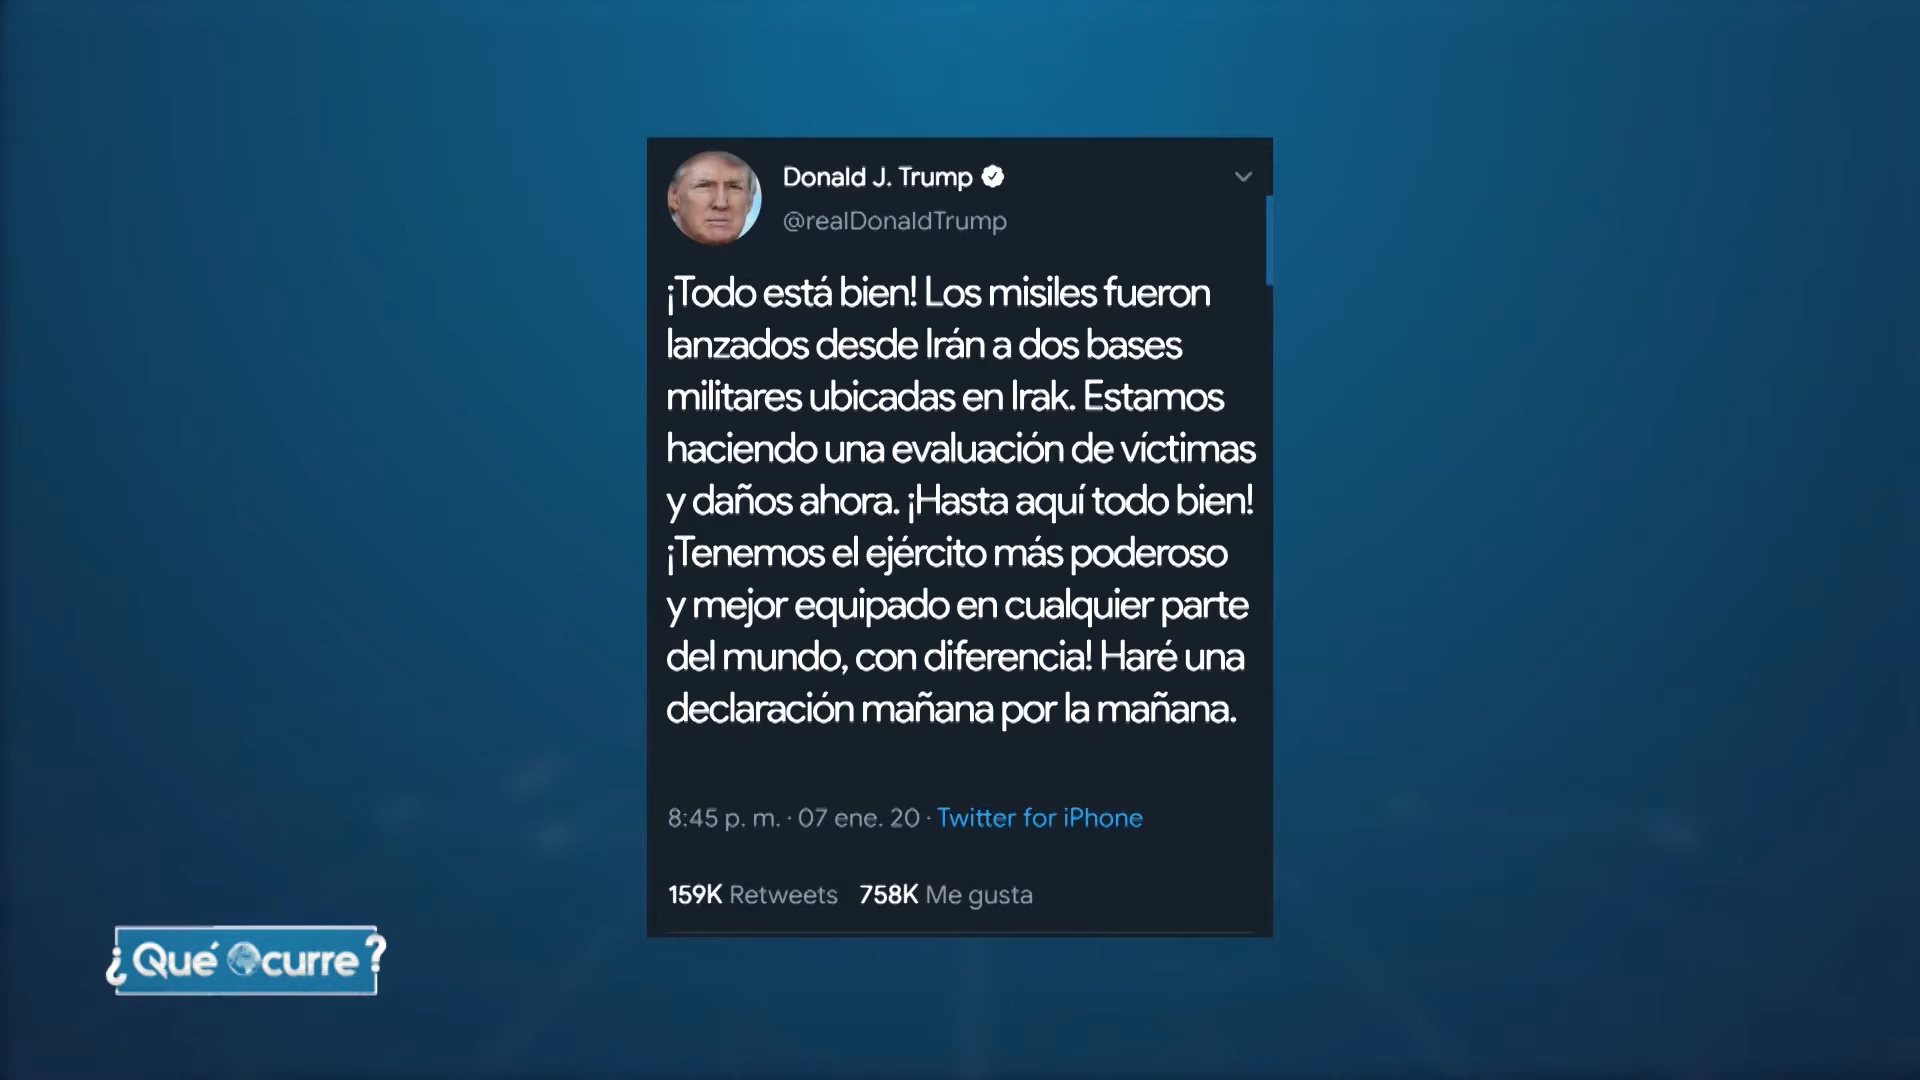 Donald J. Trump
@realDonaldTrump
¡Todo está bien! Los misiles fueron
lanzados desde Irán a dos bases
militares ubicadas en Irak. Estamos
haciendo una evaluación de víctimas
y daños ahora. ¡Hasta aquí todo bien!
¡Tenemos el ejército más poderoso
y mejor equipado en cualquier parte
del mundo, con diferencia! Haré una
declaración mañana por la mañana.
8:45 p. m. · 07 ene. 20 · Twitter for iPhone
159K Retweets 758K Me gusta
¿Qué Ocurre?